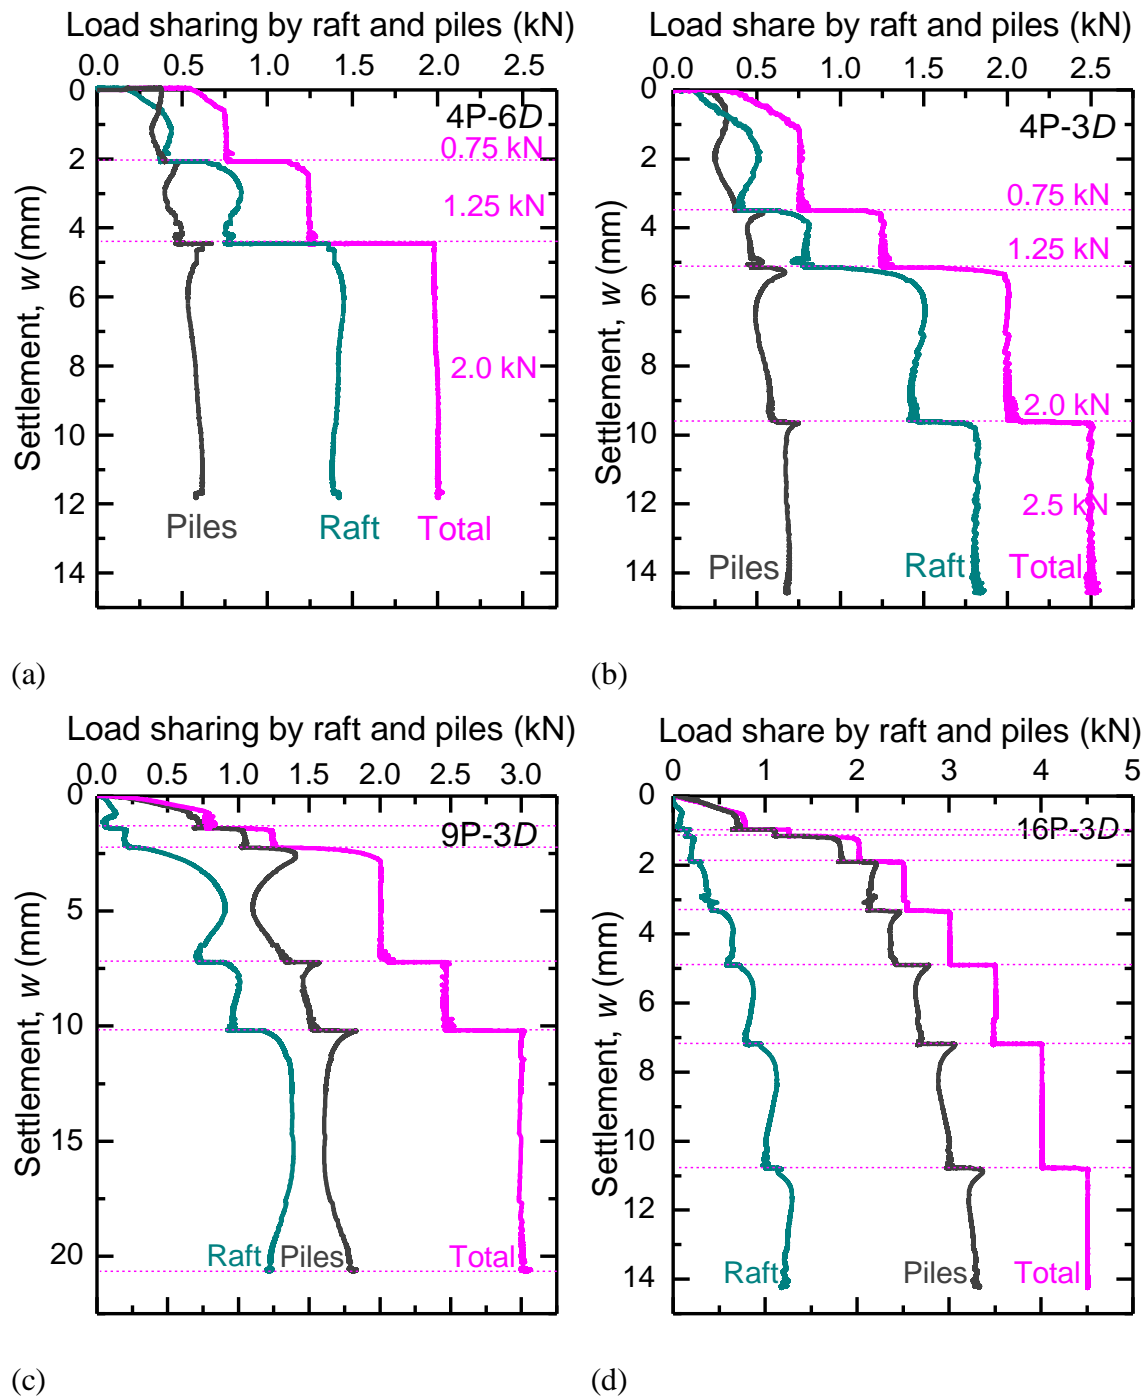 Load sharing by raft and piles (kN)
0.0 0.5 1.0 1.5 2.0 2.5
0
2
4
6
8
10
12
14
Settlement, w (mm)
4P-6D
0.75 kN
1.25 kN
2.0 kN
Piles Raft Total
(a)
Load share by raft and piles (kN)
0.0 0.5 1.0 1.5 2.0 2.5
0
2
4
6
8
10
12
14
Settlement, w (mm)
4P-3D
0.75 kN
1.25 kN
2.0 kN
2.5 kN
Piles Raft Total
(b)
Load sharing by raft and piles (kN)
0.0 0.5 1.0 1.5 2.0 2.5 3.0
0
5
10
15
20
Settlement, w (mm)
9P-3D
Raft Piles Total
(c)
Load share by raft and piles (kN)
0 1 2 3 4 5
0
2
4
6
8
10
12
14
Settlement, w (mm)
16P-3D
Raft Piles Total
(d)